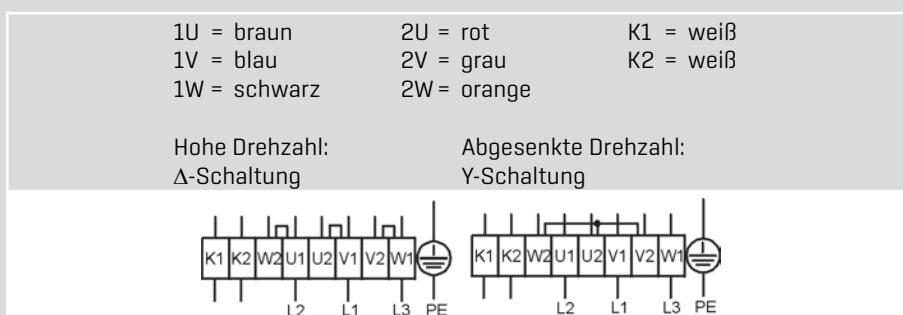 1U = braun 2U = rot K1 = weiß
1V = blau 2V = grau K2 = weiß
1W = schwarz 2W = orange
Hohe Drehzahl: Abgesenkte Drehzahl:
Δ-Schaltung Y-Schaltung
K1 K2 W2 U1 U2 V1 V2 W1 K1 K2 W2 U1 U2 V1 V2 W1
L2 L1 L3 PE L2 L1 L3 PE